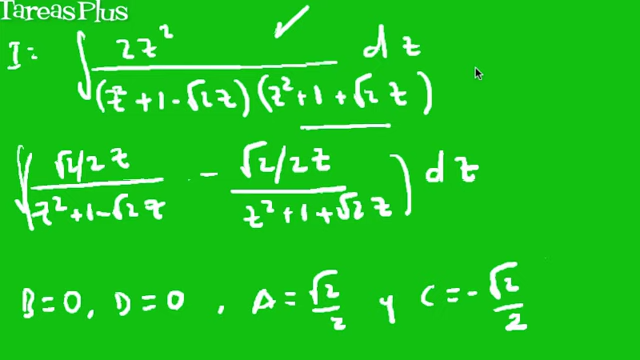 TareasPlus
I = ∫ 2z² / (z² + 1 - √2 z) (z² + 1 + √2 z) dz
∫( √2/2 z / z² + 1 - √2 z - √2/2 z / z² + 1 + √2 z ) dz
B = 0, D = 0, A = √2/2 y C = - √2/2